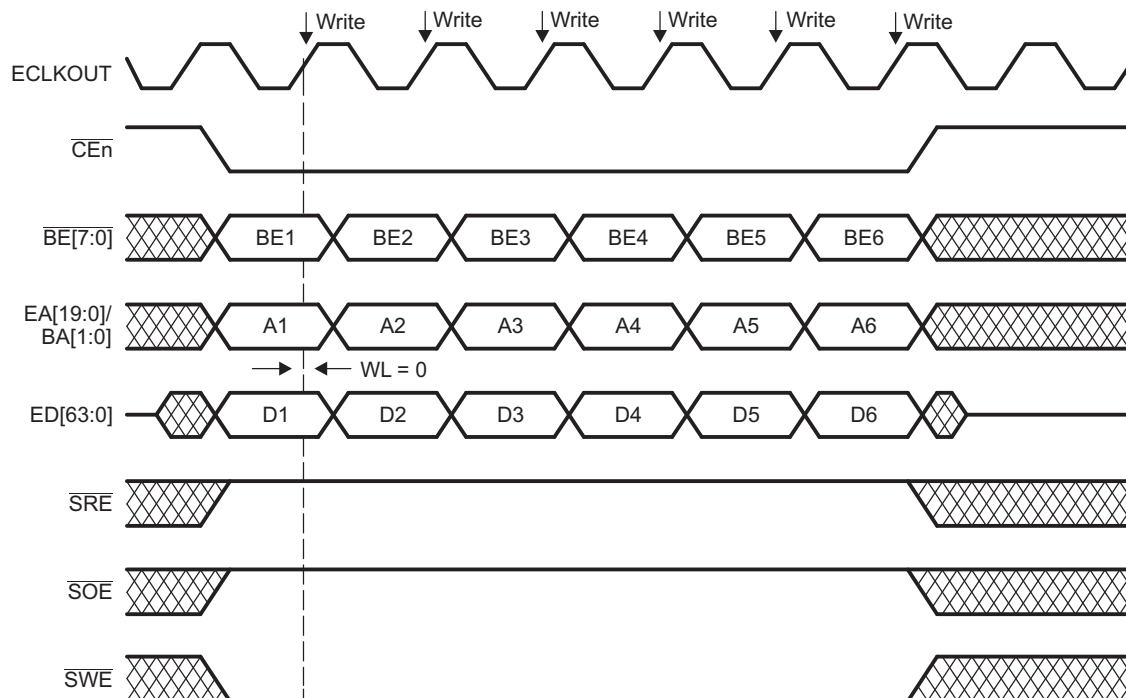 Write Write Write Write Write Write
ECLKOUT
CEn
BE[7:0] BE1 BE2 BE3 BE4 BE5 BE6
EA[19:0]/
BA[1:0] A1 A2 A3 A4 A5 A6
WL = 0
ED[63:0] D1 D2 D3 D4 D5 D6
SRE
SOE
SWE